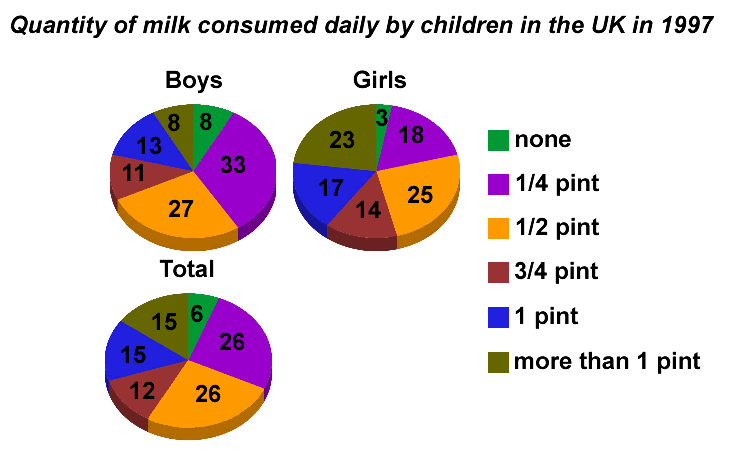 Quantity of milk consumed daily by children in the UK in 1997
Boys
8
33
27
11
13
8
Girls
3
18
25
14
17
23
Total
6
26
26
12
15
15
none
1/4 pint
1/2 pint
3/4 pint
1 pint
more than 1 pint